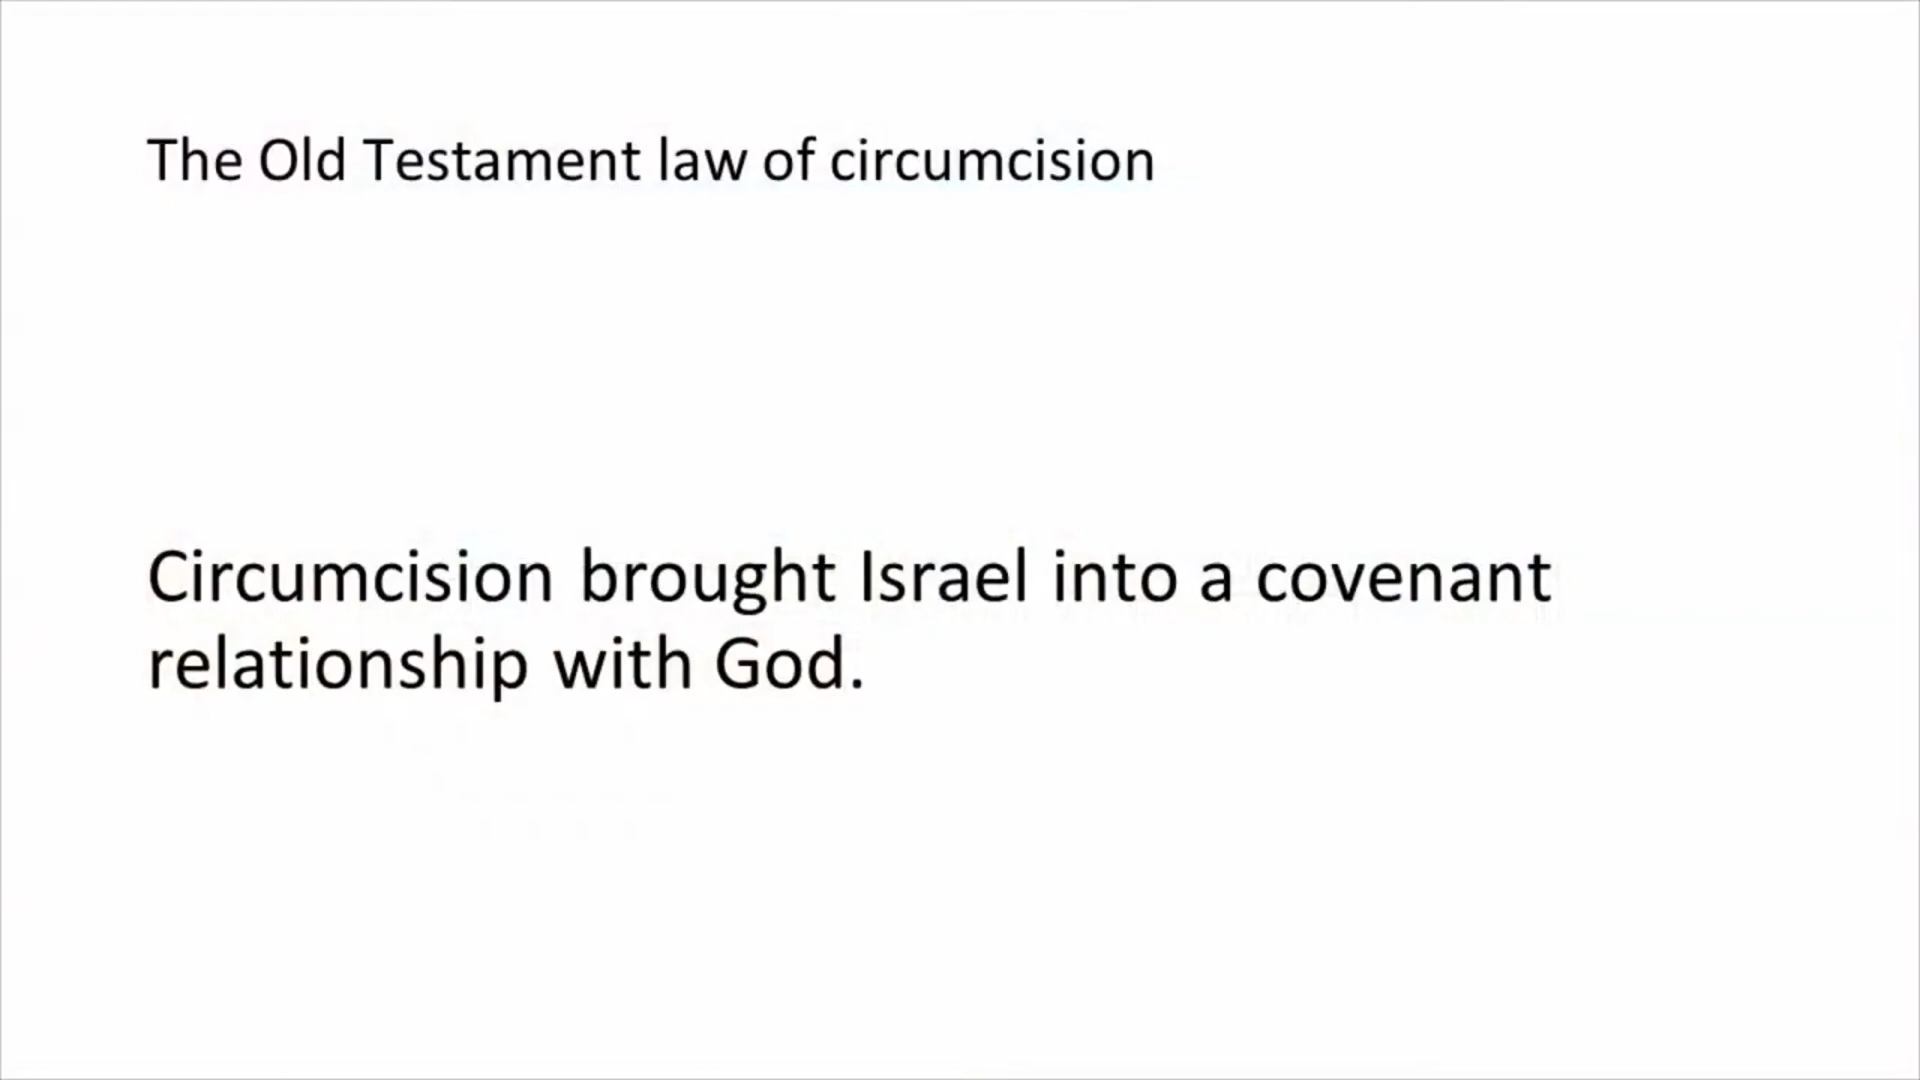 The Old Testament law of circumcision
Circumcision brought Israel into a covenant
relationship with God.